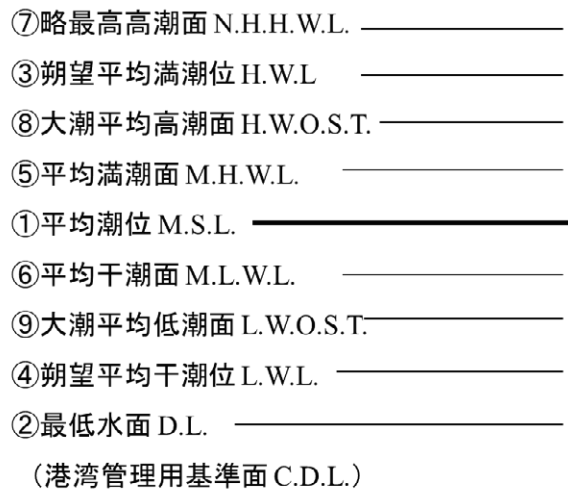 ⑦略最高高潮面 N.H.H.W.L.
③朔望平均満潮位 H.W.L
⑧大潮平均高潮面 H.W.O.S.T.
⑤平均満潮面 M.H.W.L.
①平均潮位 M.S.L.
⑥平均干潮面 M.L.W.L.
⑨大潮平均低潮面 L.W.O.S.T.
④朔望平均干潮位 L.W.L.
②最低水面 D.L.
（港湾管理用基準面 C.D.L.）